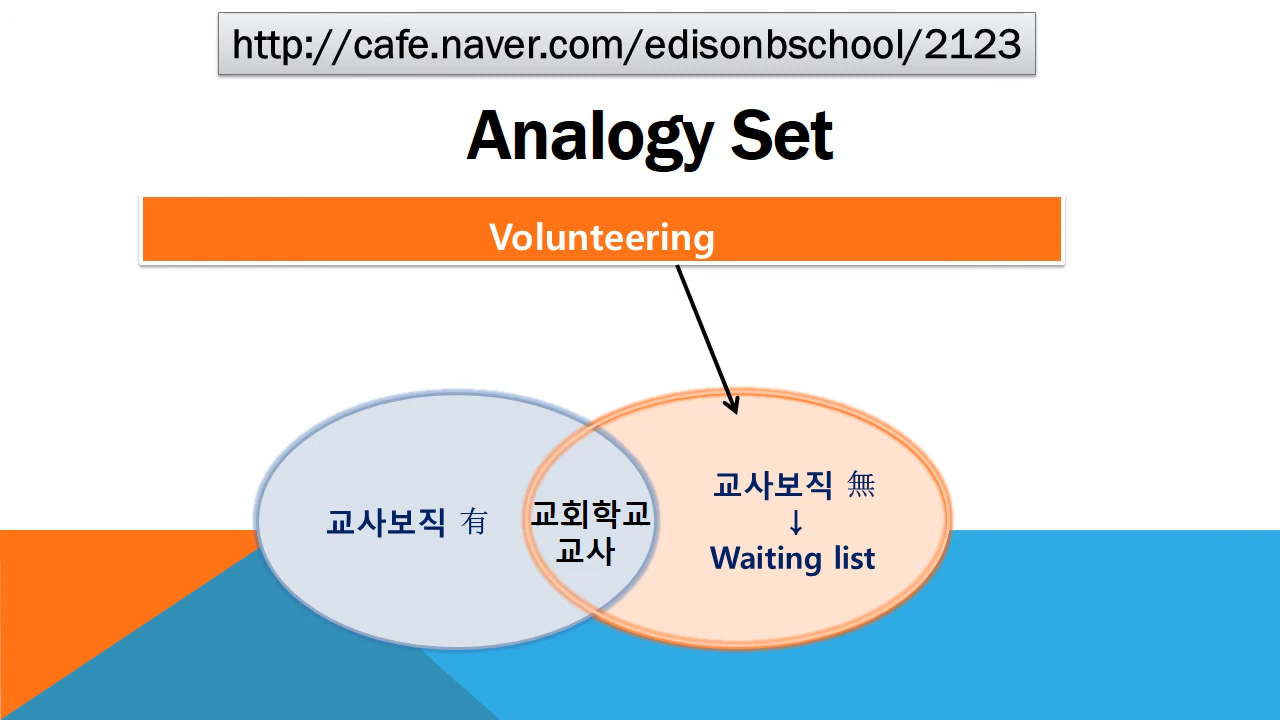 http://cafe.naver.com/edisonbschool/2123
Analogy Set
Volunteering
교사보직 有
교회학교
교사
교사보직 無
↓
Waiting list